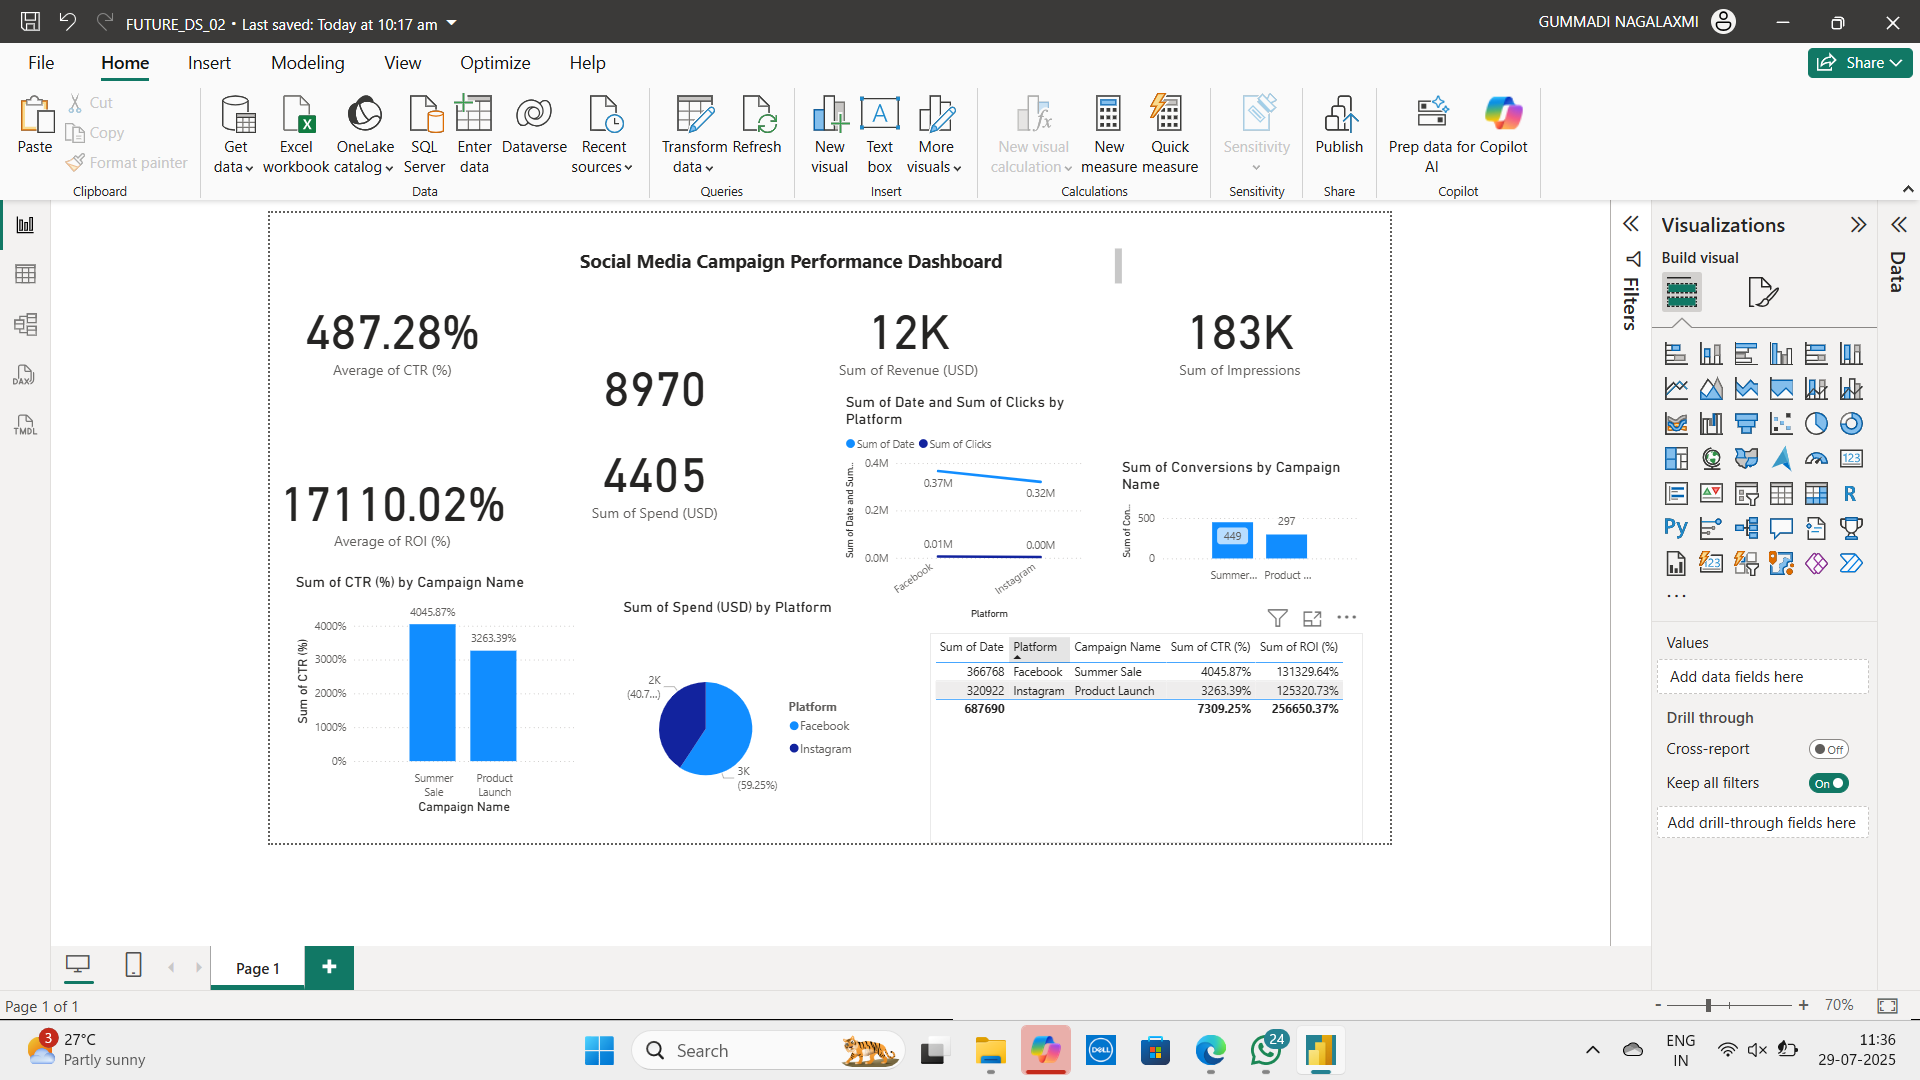 FUTURE_DS_02 • Last saved: Today at 10:17 am
GUMMADI NAGALAXMI
File Home Insert Modeling View Optimize Help
Share
Paste
Cut
Copy
Format painter
Clipboard
Get data
Excel workbook
OneLake catalog
SQL Server
Enter data
Dataverse
Recent sources
Data
Transform data
Refresh
Queries
New visual
Text box
More visuals
Insert
New visual calculation
New measure
Quick measure
Calculations
Sensitivity
Sensitivity
Publish
Share
Prep data for AI
Copilot
Copilot
DAX
TMDL
Social Media Campaign Performance Dashboard
487.28%
Average of CTR (%)
8970
12K
Sum of Revenue (USD)
183K
Sum of Impressions
17110.02%
Average of ROI (%)
4405
Sum of Spend (USD)
Sum of Date and Sum of Clicks by
Platform
Sum of Date Sum of Clicks
Sum of Date and Sum...
0.4M
0.2M
0.0M
0.37M
0.32M
0.01M
0.00M
Facebook
Instagram
Platform
Sum of Conversions by Campaign
Name
Sum of Con...
500
0
449
297
Summer...
Product ...
Sum of CTR (%) by Campaign Name
Sum of CTR (%)
4000%
3000%
2000%
1000%
0%
4045.87%
3263.39%
Summer
Sale
Product
Launch
Campaign Name
Sum of Spend (USD) by Platform
2K
(40.7...)
3K
(59.25%)
Platform
Facebook
Instagram
Sum of Date Platform Campaign Name Sum of CTR (%) Sum of ROI (%)
366768 Facebook Summer Sale 4045.87% 131329.64%
320922 Instagram Product Launch 3263.39% 125320.73%
687690 7309.25% 256650.37%
Filters
Visualizations
Build visual
123
R
Py
123
Values
Add data fields here
Drill through
Cross-report
Off
Keep all filters
On
Add drill-through fields here
Data
Page 1
Page 1 of 1
- + 70%
3
27°C
Partly sunny
Search
DELL
24
ENG
IN
11:36
29-07-2025